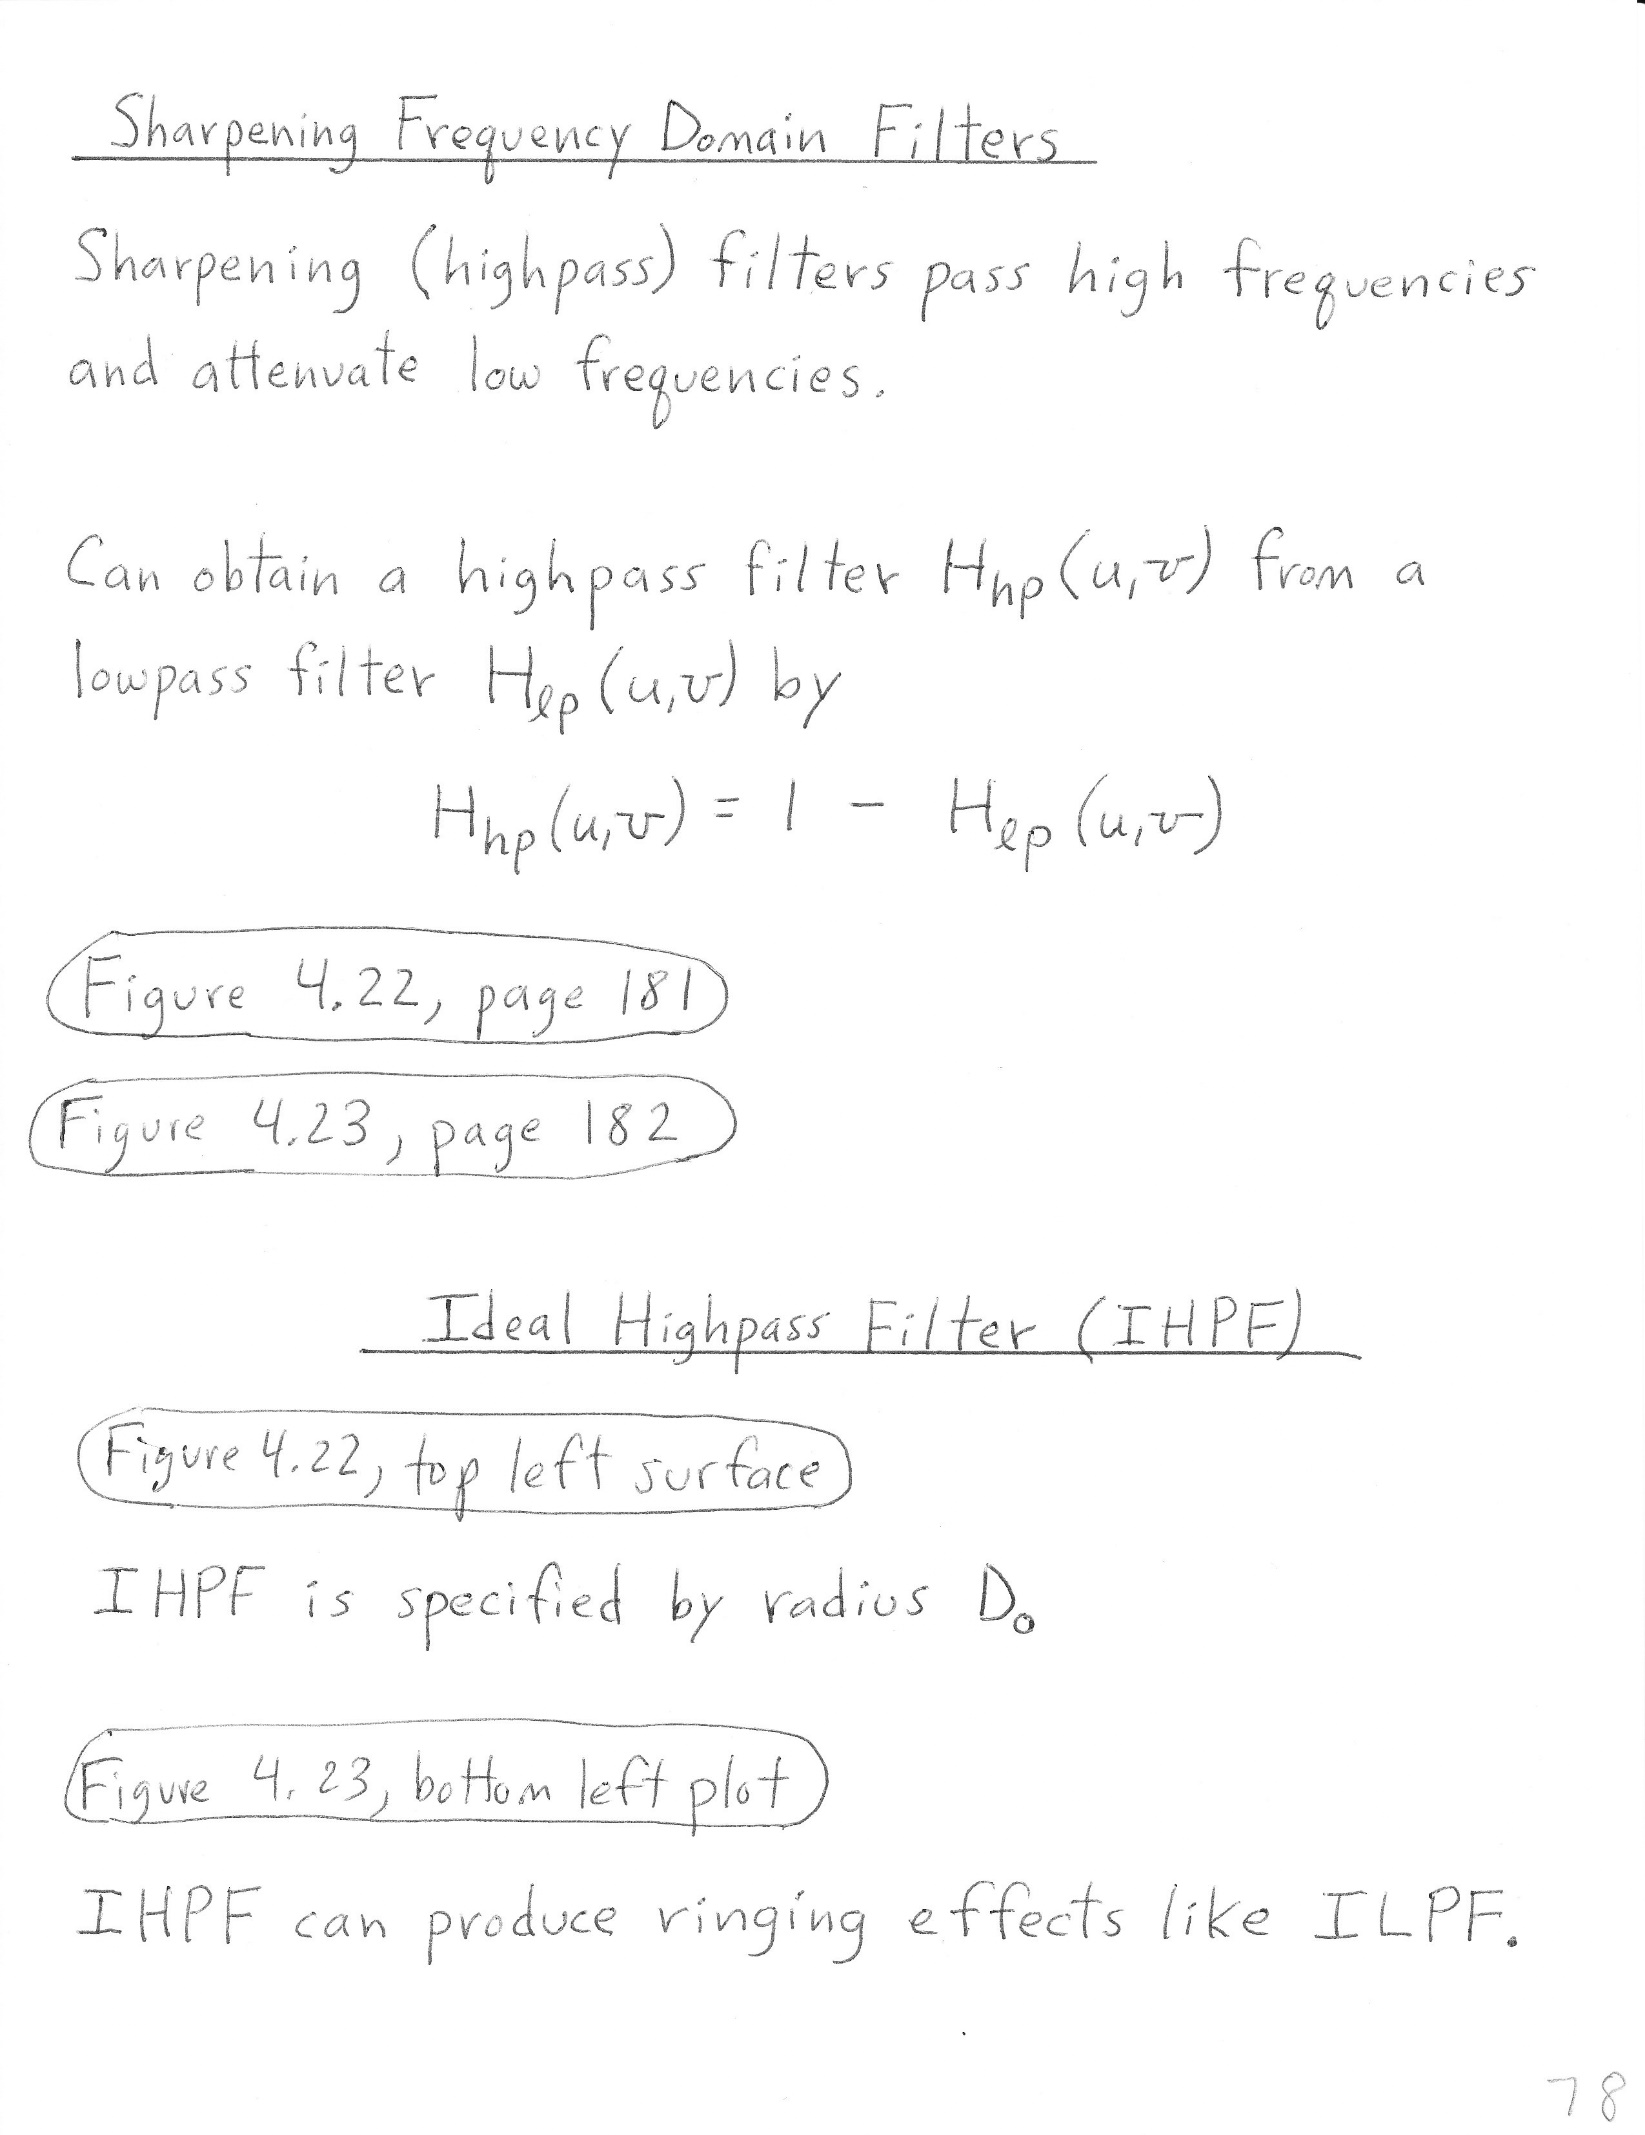 Sharpening Frequency Domain Filters
Sharpening (highpass) filters pass high frequencies
and attenuate low frequencies.
Can obtain a highpass filter Hhp(u,v) from a
lowpass filter Hℓp(u,v) by
Hhp(u,v) = 1 - Hℓp(u,v)
Figure 4.22, page 181
Figure 4.23, page 182
Ideal Highpass Filter (IHPF)
Figure 4.22, top left surface
IHPF is specified by radius D₀
Figure 4.23, bottom left plot
IHPF can produce ringing effects like ILPF.
78